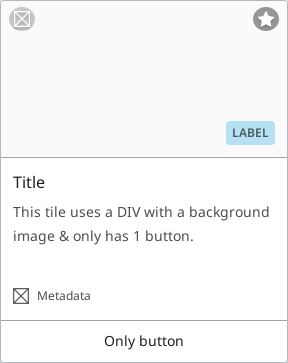 LABEL
Title
This tile uses a DIV with a background
image & only has 1 button.
Metadata
Only button